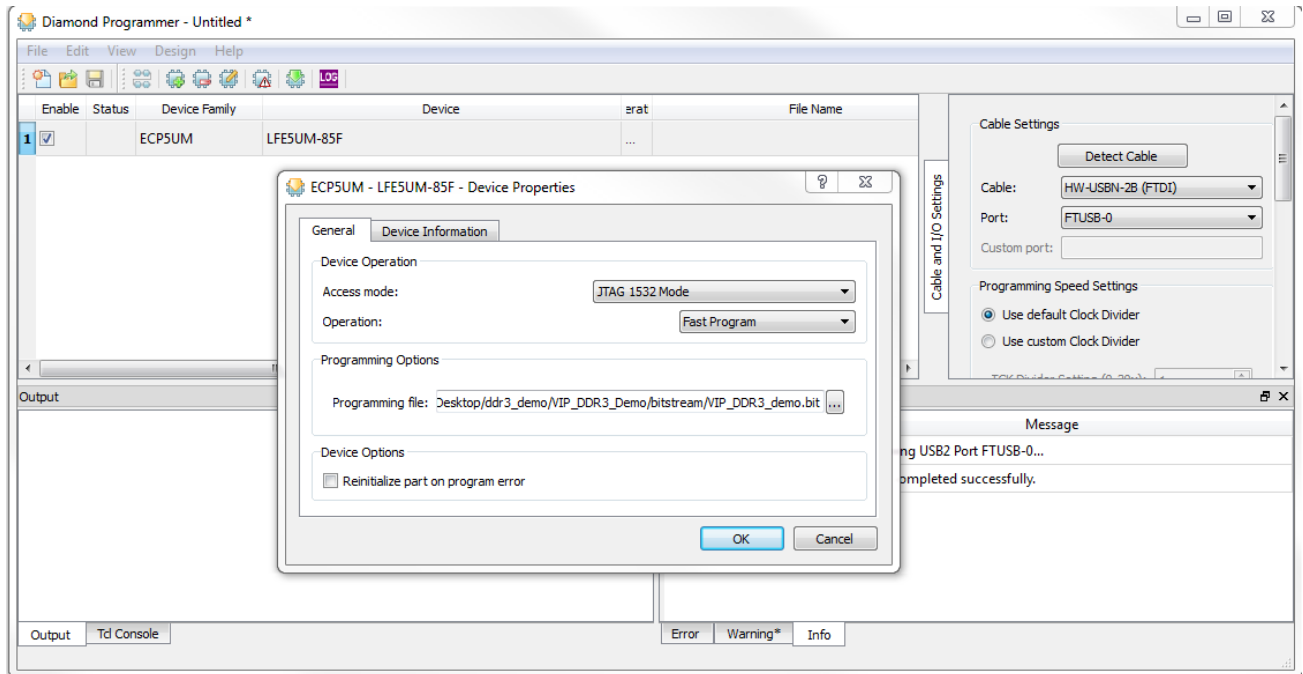 Diamond Programmer - Untitled *
File Edit View Design Help
LOG
Enable Status Device Family Device erat File Name
1 ECP5UM LFE5UM-85F ...
Cable Settings
Detect Cable
Cable: HW-USBN-2B (FTDI)
Port: FTUSB-0
Custom port:
Programming Speed Settings
Use default Clock Divider
Use custom Clock Divider
Cable and I/O Settings
ECP5UM - LFE5UM-85F - Device Properties
General Device Information
Device Operation
Access mode: JTAG 1532 Mode
Operation: Fast Program
Programming Options
Programming file: Desktop/ddr3_demo/VIP_DDR3_Demo/bitstream/VIP_DDR3_demo.bit ...
Device Options
Reinitialize part on program error
OK Cancel
Output
Message
ng USB2 Port FTUSB-0...
ompleted successfully.
Output Tcl Console
Error Warning* Info